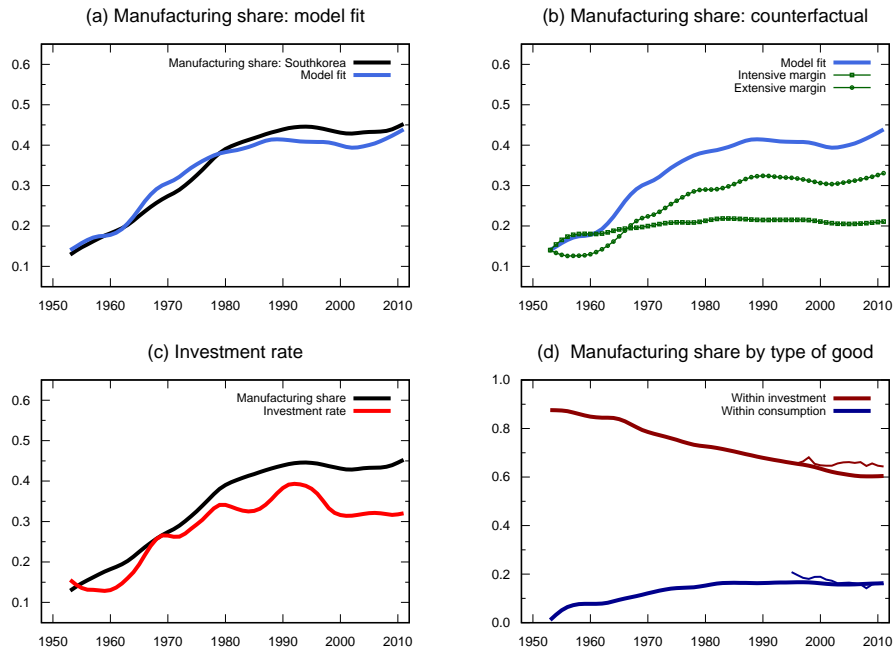 (a) Manufacturing share: model fit
0.6
0.5
0.4
0.3
0.2
0.1
Manufacturing share: Southkorea
Model fit
1950 1960 1970 1980 1990 2000 2010
(b) Manufacturing share: counterfactual
0.6
0.5
0.4
0.3
0.2
0.1
Model fit
Intensive margin
Extensive margin
1950 1960 1970 1980 1990 2000 2010
(c) Investment rate
0.6
0.5
0.4
0.3
0.2
0.1
Manufacturing share
Investment rate
1950 1960 1970 1980 1990 2000 2010
(d) Manufacturing share by type of good
1.0
0.8
0.6
0.4
0.2
0.0
Within investment
Within consumption
1950 1960 1970 1980 1990 2000 2010